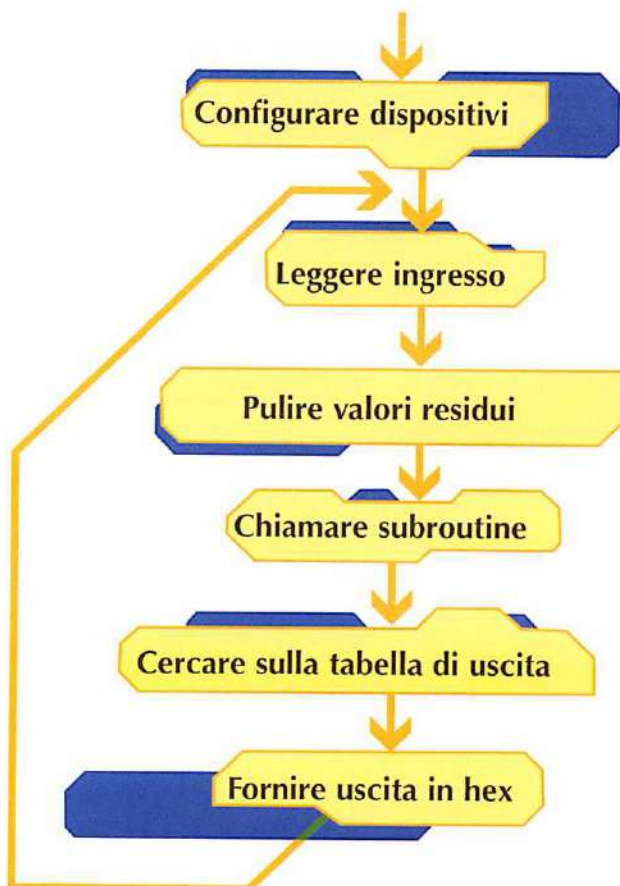 Configurare dispositivi
Leggere ingresso
Pulire valori residui
Chiamare subroutine
Cercare sulla tabella di uscita
Fornire uscita in hex